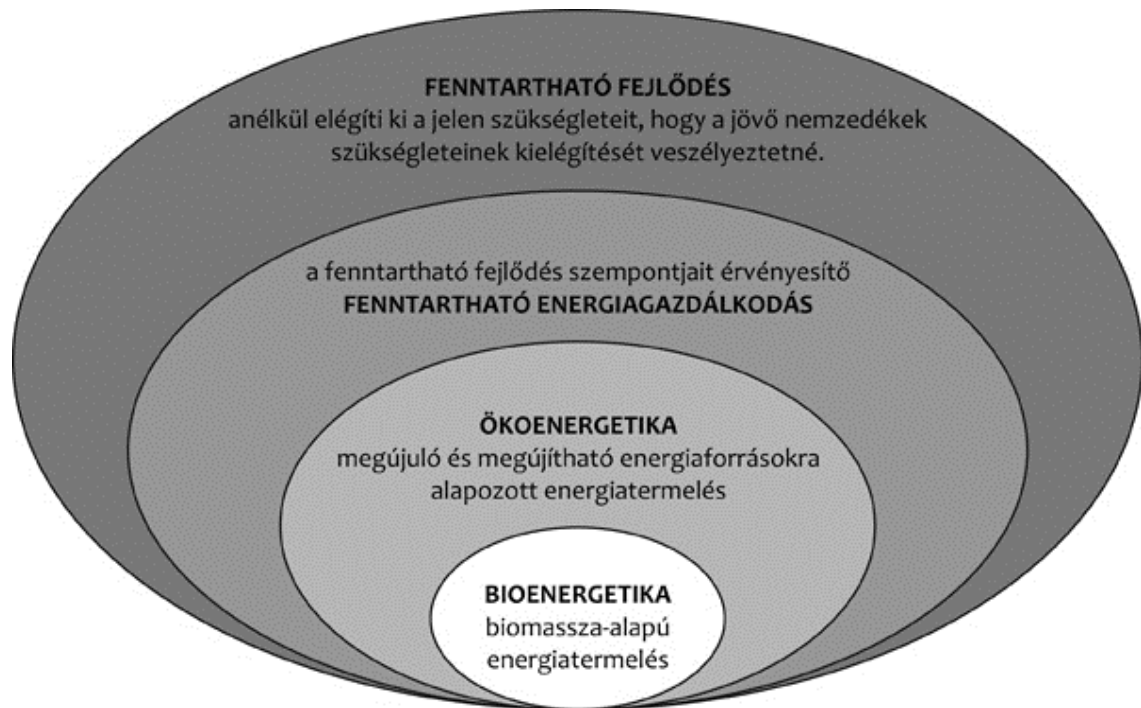 FENNTARTHATÓ FEJLŐDÉS
anélkül elégíti ki a jelen szükségleteit, hogy a jövő nemzedékek
szükségleteinek kielégítését veszélyeztetné.
a fenntartható fejlődés szempontjait érvényesítő
FENNTARTHATÓ ENERGIAGAZDÁLKODÁS
ÖKOENERGETIKA
megújuló és megújítható energiaforrásokra
alapozott energiatermelés
BIOENERGETIKA
biomassza-alapú
energiatermelés